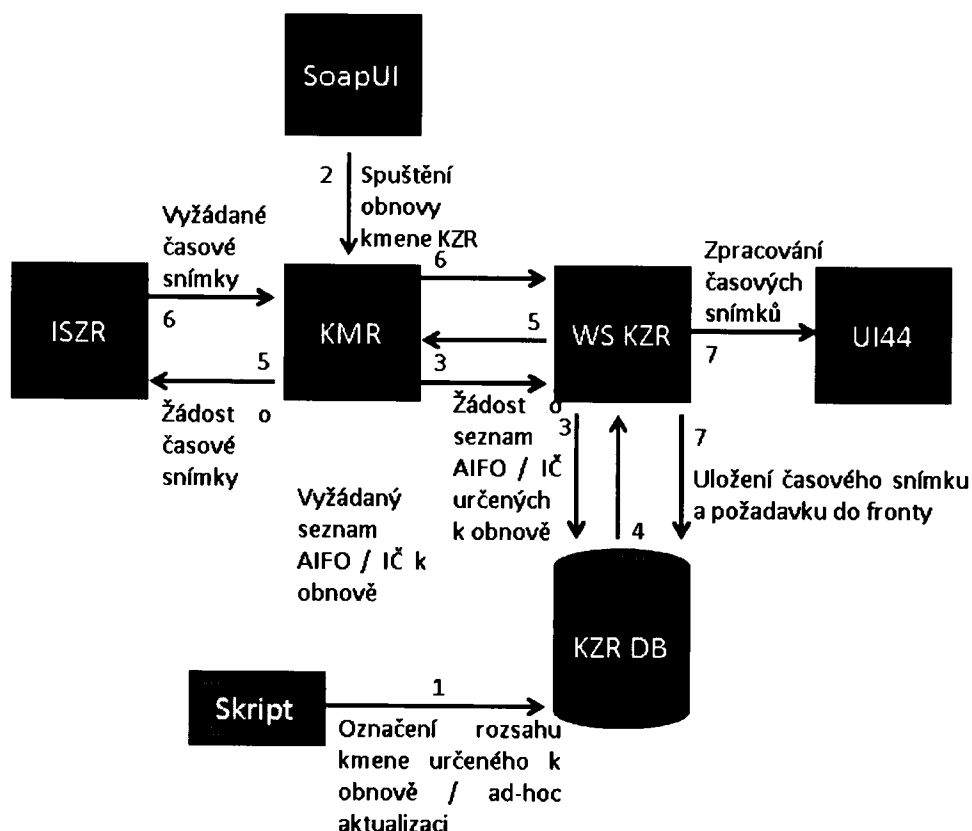 SoapUI
2
Spuštění
obnovy
kmene KZR
Vyžádané
časové
snímky
6
Zpracování
časových
snímků
ISZR
6
KMR
5
WS KZR
7
UI44
5
3
Žádost o
časové
snímky
Žádost o
seznam
AIFO / IČ
určených
k obnově
3
7
Uložení časového snímku
a požadavku do fronty
Vyžádaný
seznam
AIFO / IČ k
obnově
4
KZR DB
Skript
1
Označení rozsahu
kmene určeného k
obnově / ad-hoc
aktualizaci